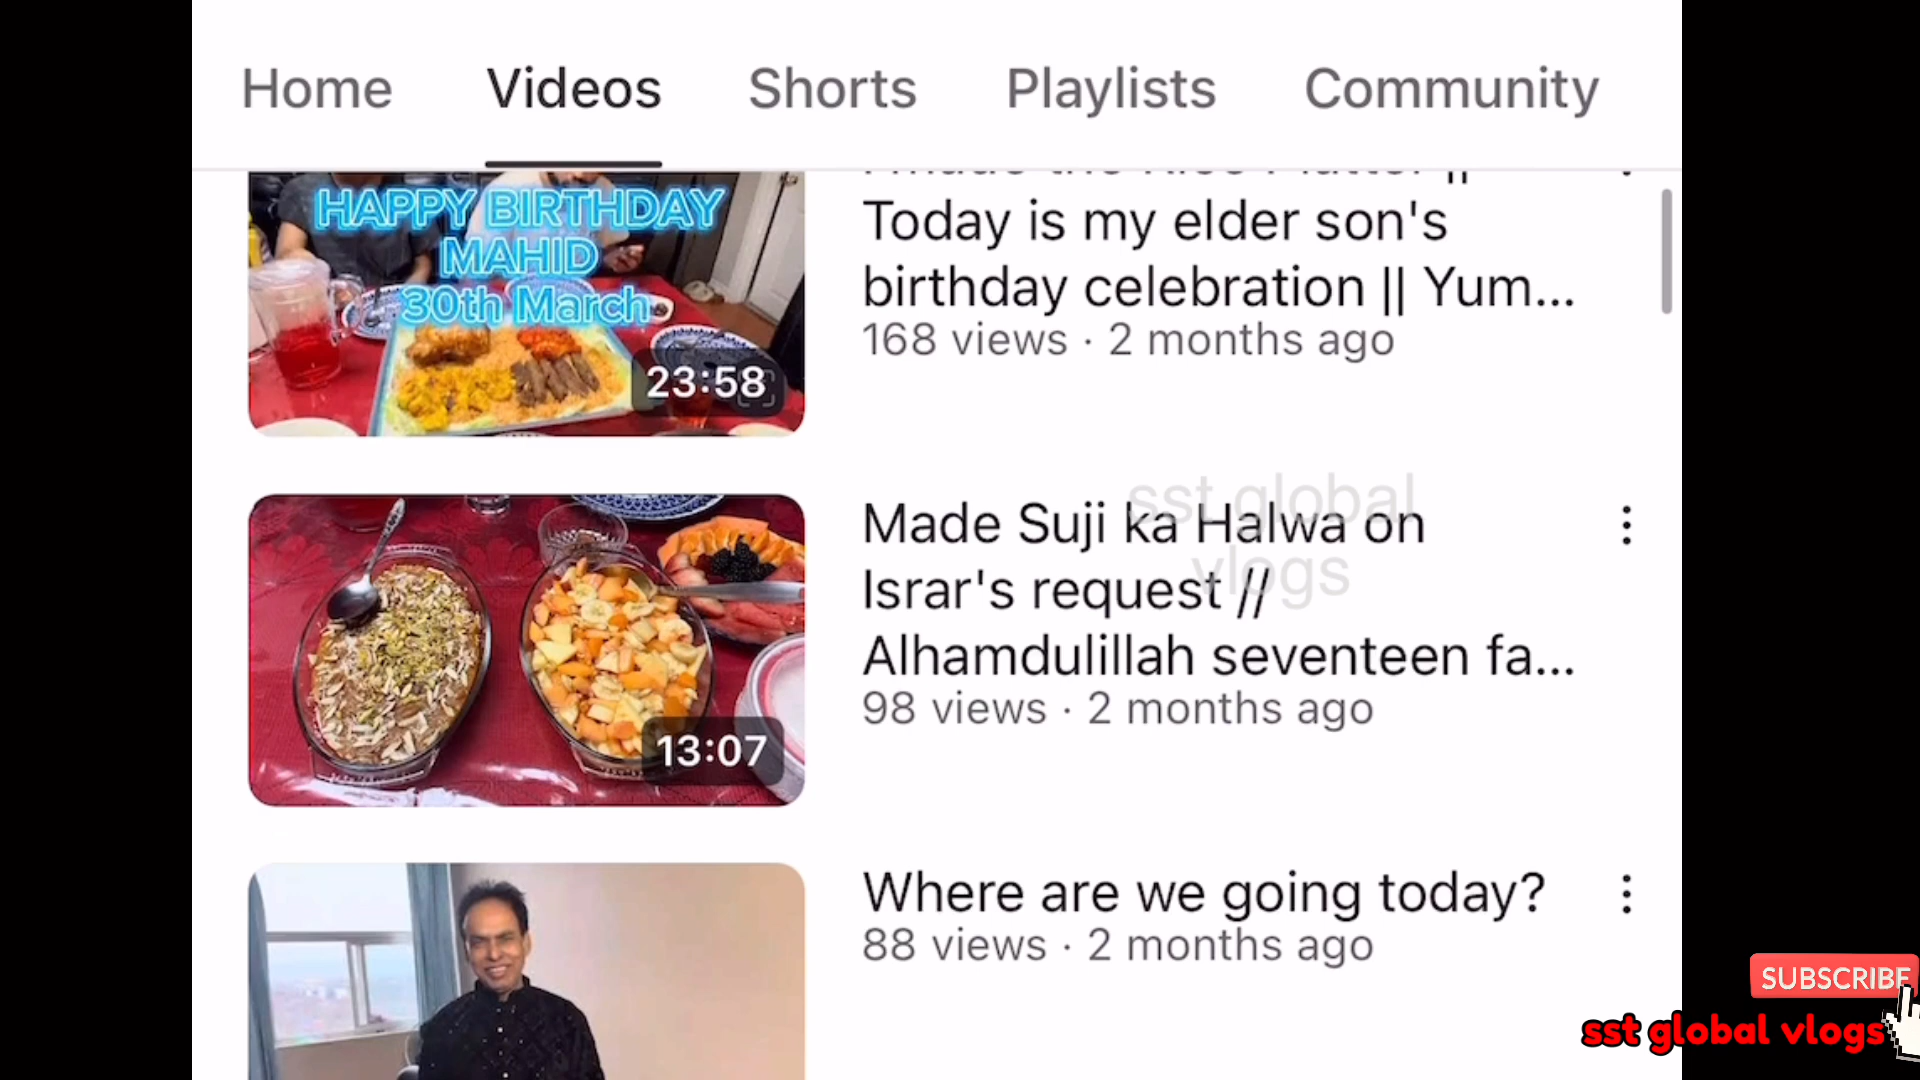 Home Videos Shorts Playlists Community
HAPPY BIRTHDAY
MAHID
30th March
23:58
Today is my elder son's
birthday celebration || Yum...
168 views · 2 months ago
13:07
Made Suji ka Halwa on
Israr's request //
Alhamdulillah seventeen fa...
98 views · 2 months ago
sst global
vlogs
Where are we going today?
88 views · 2 months ago
SUBSCRIBE
sst global vlogs